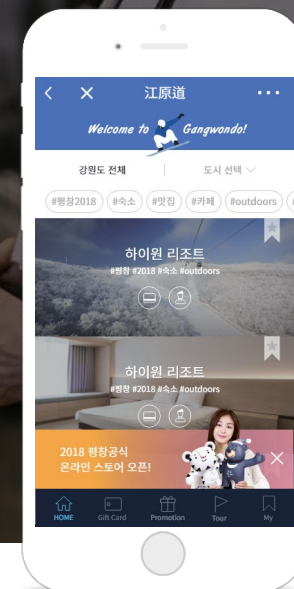 江原道
Welcome to Gangwondo!
강원도 전체 도시 선택
#평창2018 #숙소 #맛집 #카페 #outdoors
하이원 리조트
#평창 #2018 #숙소 #outdoors
하이원 리조트
#평창 #2018 #숙소 #outdoors
2018 평창공식
온라인 스토어 오픈!
HOME Gift Card Promotion Tour My